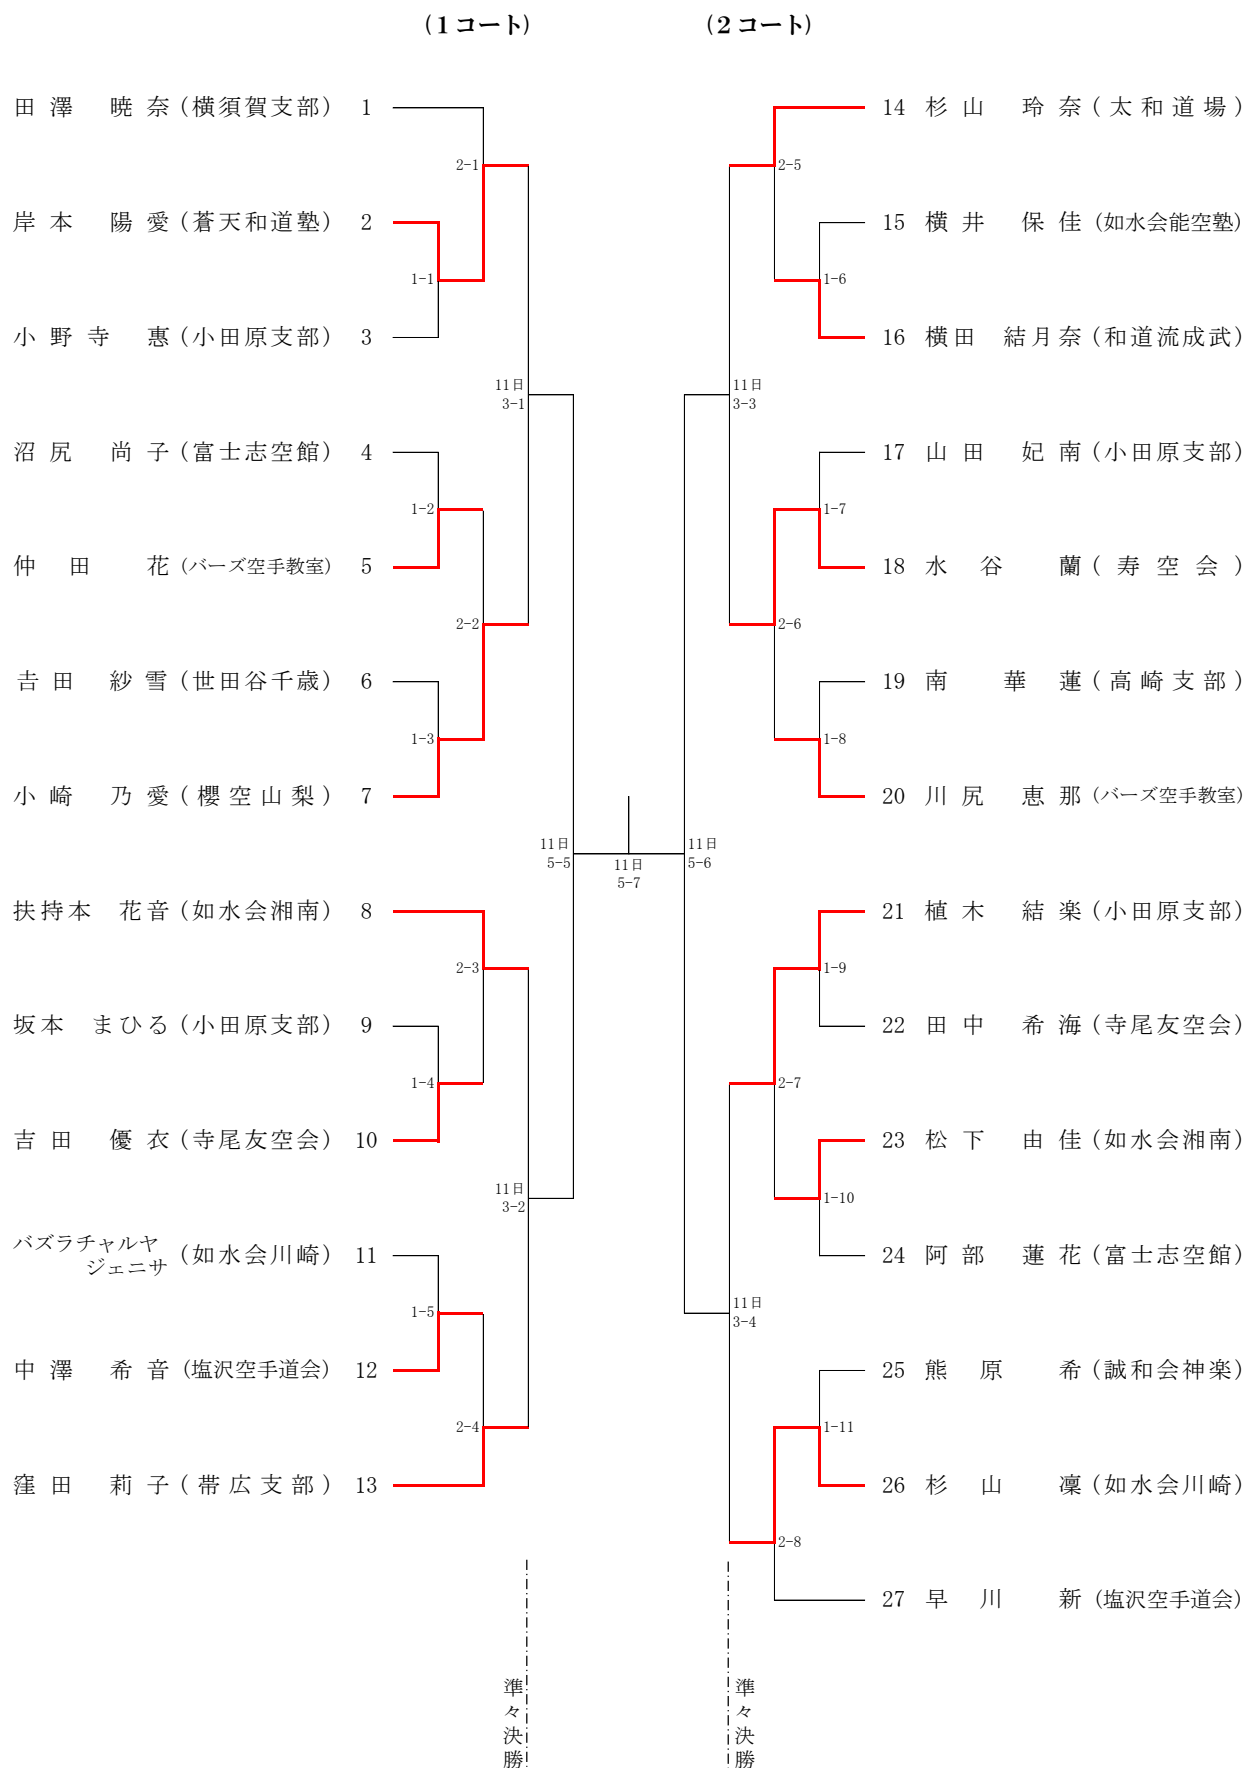 (1コート)
(2コート)
田澤 暁奈 (横須賀支部) 1
岸本 陽愛 (蒼天和道塾) 2
小野寺 惠 (小田原支部) 3
沼尻 尚子 (富士志空館) 4
仲田 花 (バーズ空手教室) 5
𠮷田 紗雪 (世田谷千歳) 6
小崎 乃愛 (櫻空山梨) 7
扶持本 花音 (如水会湘南) 8
坂本 まひる (小田原支部) 9
吉田 優衣 (寺尾友空会) 10
バズラチャルヤ
ジェニサ (如水会川崎) 11
中澤 希音 (塩沢空手道会) 12
窪田 莉子 (帯広支部) 13
2-1
1-1
11日
3-1
1-2
2-2
1-3
11日
5-5
2-3
1-4
11日
3-2
1-5
2-4
11日
5-7
14 杉山 玲奈 (太和道場)
15 横井 保佳 (如水会能空塾)
16 横田 結月奈 (和道流成武)
17 山田 妃南 (小田原支部)
18 水谷 蘭 (寿空会)
19 南 華蓮 (高崎支部)
20 川尻 恵那 (バーズ空手教室)
21 植木 結楽 (小田原支部)
22 田中 希海 (寺尾友空会)
23 松下 由佳 (如水会湘南)
24 阿部 蓮花 (富士志空館)
25 熊原 希 (誠和会神楽)
26 杉山 凜 (如水会川崎)
27 早川 新 (塩沢空手道会)
2-5
1-6
11日
3-3
1-7
2-6
1-8
11日
5-6
1-9
2-7
1-10
11日
3-4
1-11
2-8
準々決勝
準々決勝